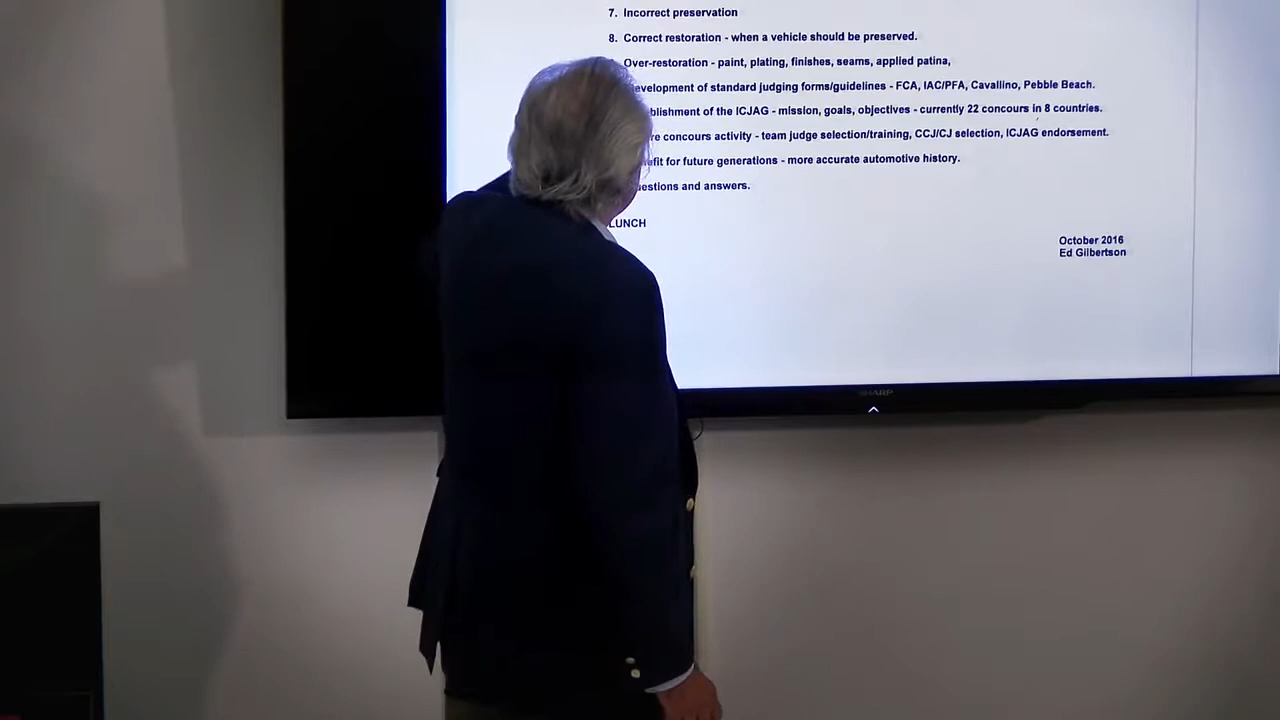 7. Incorrect preservation
8. Correct restoration - when a vehicle should be preserved.
Over-restoration - paint, plating, finishes, seams, applied patina,
evelopment of standard judging forms/guidelines - FCA, IAC/PFA, Cavallino, Pebble Beach.
blishment of the ICJAG - mission, goals, objectives - currently 22 concours in 8 countries.
re concours activity - team judge selection/training, CCJ/CJ selection, ICJAG endorsement.
efit for future generations - more accurate automotive history.
estions and answers.
LUNCH
October 2016
Ed Gilbertson
SHARP